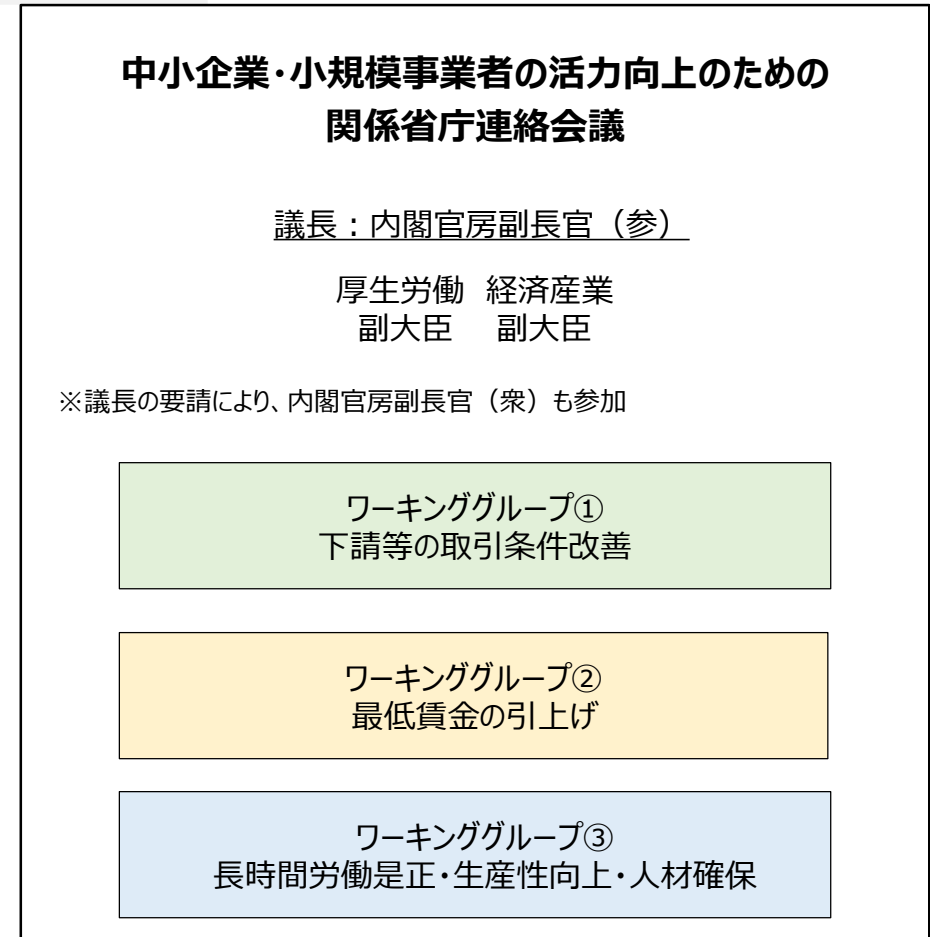 中小企業・小規模事業者の活力向上のための
関係省庁連絡会議
議長：内閣官房副長官（参）
厚生労働 経済産業
副大臣 副大臣
※議長の要請により、内閣官房副長官（衆）も参加
ワーキンググループ①
下請等の取引条件改善
ワーキンググループ②
最低賃金の引上げ
ワーキンググループ③
長時間労働是正・生産性向上・人材確保